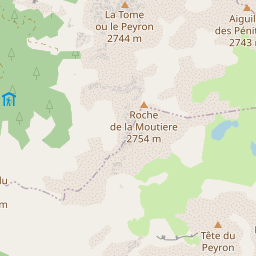 La Tome
ou le Peyron
2744 m
Aiguil
des Pénit
2743 m
Roche
de la Moutiere
2754 m
du
m
Tête du
Peyron